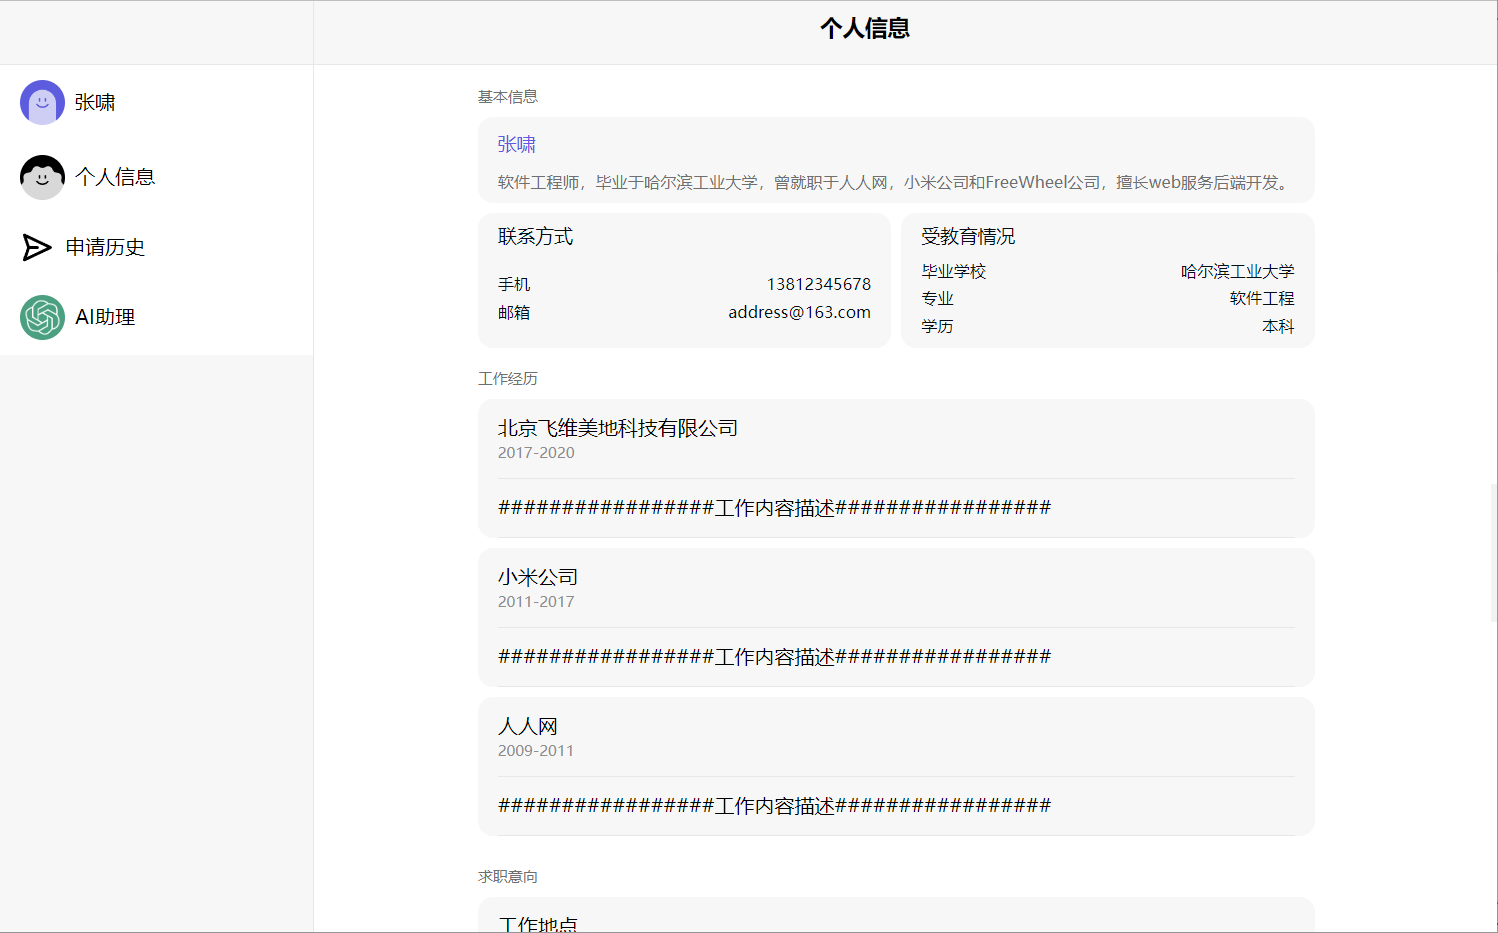 个人信息
张啸
个人信息
申请历史
AI助理
基本信息
张啸
软件工程师，毕业于哈尔滨工业大学，曾就职于人人网，小米公司和FreeWheel公司，擅长web服务后端开发。
联系方式
手机 13812345678
邮箱 address@163.com
受教育情况
毕业学校 哈尔滨工业大学
专业 软件工程
学历 本科
工作经历
北京飞维美地科技有限公司
2017-2020
#################工作内容描述#################
小米公司
2011-2017
#################工作内容描述#################
人人网
2009-2011
#################工作内容描述#################
求职意向
工作地点